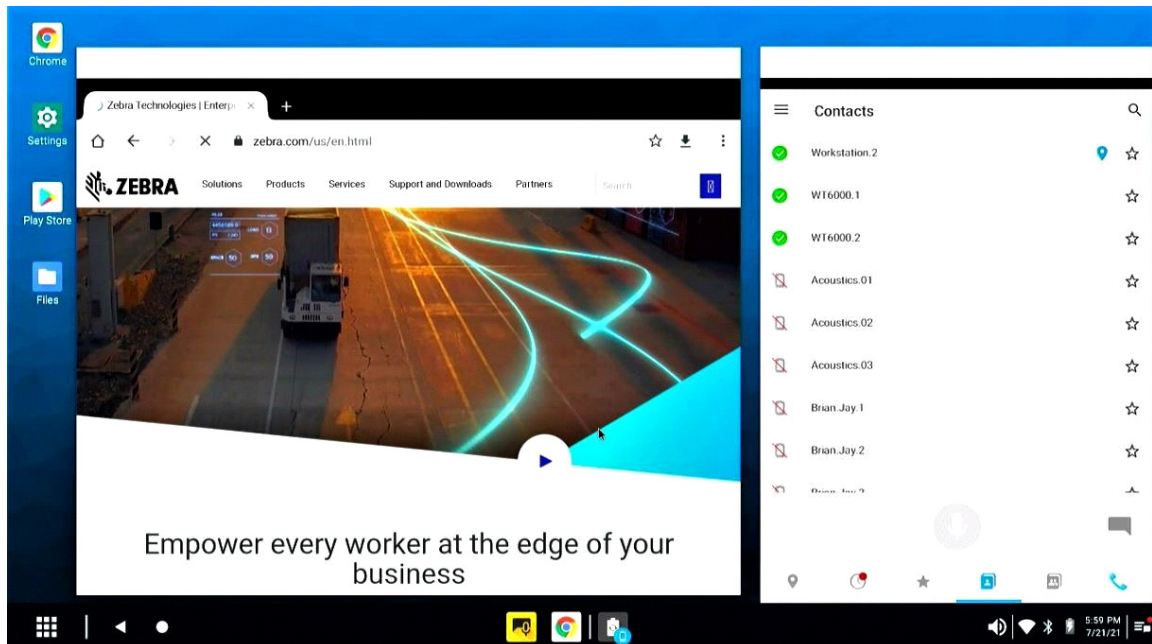 Chrome
Settings
Play Store
Files
Zebra Technologies | Enterp
zebra.com/us/en.html
ZEBRA
Solutions Products Services Support and Downloads Partners Search
Empower every worker at the edge of your
business
Contacts
Workstation.2
WT6000.1
WT6000.2
Acoustics.01
Acoustics.02
Acoustics.03
Brian.Jay.1
Brian.Jay.2
5:59 PM
7/21/21